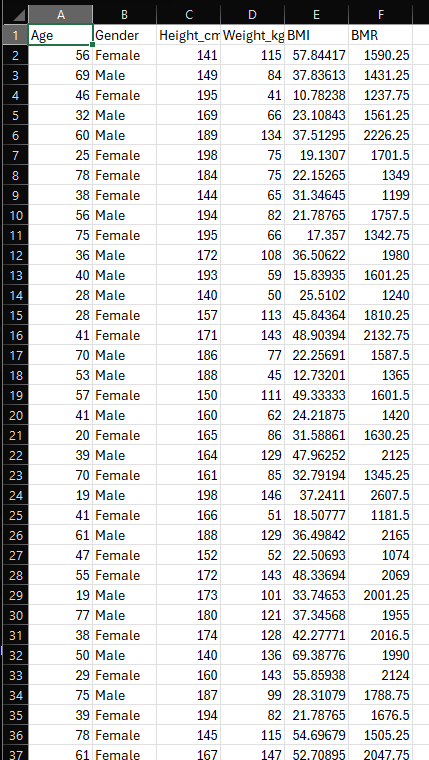 A B C D E F
1 Age Gender Height_cm Weight_kg BMI BMR
2 56 Female 141 115 57.84417 1590.25
3 69 Male 149 84 37.83613 1431.25
4 46 Female 195 41 10.78238 1237.75
5 32 Male 169 66 23.10843 1561.25
6 60 Male 189 134 37.51295 2226.25
7 25 Female 198 75 19.1307 1701.5
8 78 Female 184 75 22.15265 1349
9 38 Female 144 65 31.34645 1199
10 56 Male 194 82 21.78765 1757.5
11 75 Female 195 66 17.357 1342.75
12 36 Male 172 108 36.50622 1980
13 40 Male 193 59 15.83935 1601.25
14 28 Male 140 50 25.5102 1240
15 28 Female 157 113 45.84364 1810.25
16 41 Female 171 143 48.90394 2132.75
17 70 Male 186 77 22.25691 1587.5
18 53 Male 188 45 12.73201 1365
19 57 Female 150 111 49.33333 1601.5
20 41 Male 160 62 24.21875 1420
21 20 Female 165 86 31.58861 1630.25
22 39 Male 164 129 47.96252 2125
23 70 Female 161 85 32.79194 1345.25
24 19 Male 198 146 37.2411 2607.5
25 41 Female 166 51 18.50777 1181.5
26 61 Male 188 129 36.49842 2165
27 47 Female 152 52 22.50693 1074
28 55 Female 172 143 48.33694 2069
29 19 Male 173 101 33.74653 2001.25
30 77 Male 180 121 37.34568 1955
31 38 Female 174 128 42.27771 2016.5
32 50 Male 140 136 69.38776 1990
33 29 Female 160 143 55.85938 2124
34 75 Male 187 99 28.31079 1788.75
35 39 Female 194 82 21.78765 1676.5
36 78 Female 145 115 54.69679 1505.25
37 61 Female 167 147 52.70895 2047.75